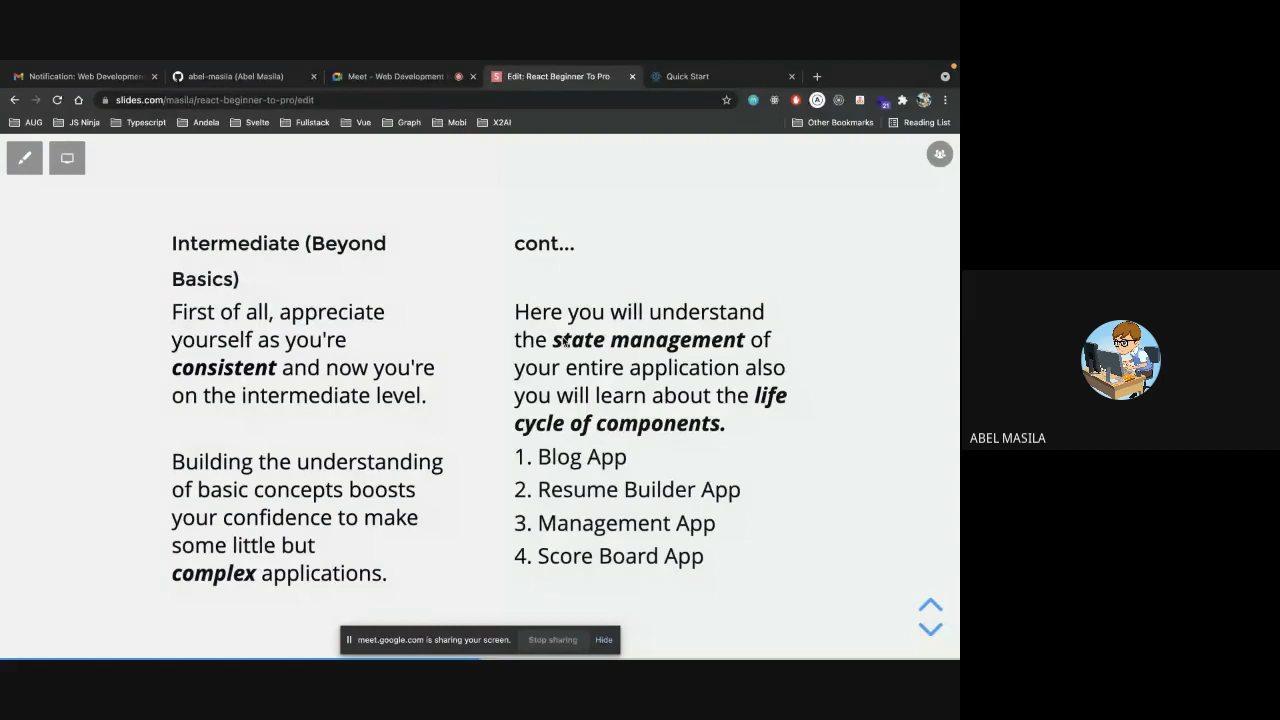 Notification: Web Developmen
abel-masila (Abel Masila)
Meet - Web Development
Edit: React Beginner To Pro
Quick Start
slides.com/masila/react-beginner-to-pro/edit
21
AUG
JS Ninja
Typescript
Andela
Svelte
Fullstack
Vue
Graph
Mobi
X2AI
Other Bookmarks
Reading List
Intermediate (Beyond
Basics)
First of all, appreciate
yourself as you're
consistent and now you're
on the intermediate level.
Building the understanding
of basic concepts boosts
your confidence to make
some little but
complex applications.
cont...
Here you will understand
the state management of
your entire application also
you will learn about the life
cycle of components.
1. Blog App
2. Resume Builder App
3. Management App
4. Score Board App
meet.google.com is sharing your screen.
Stop sharing
Hide
ABEL MASILA